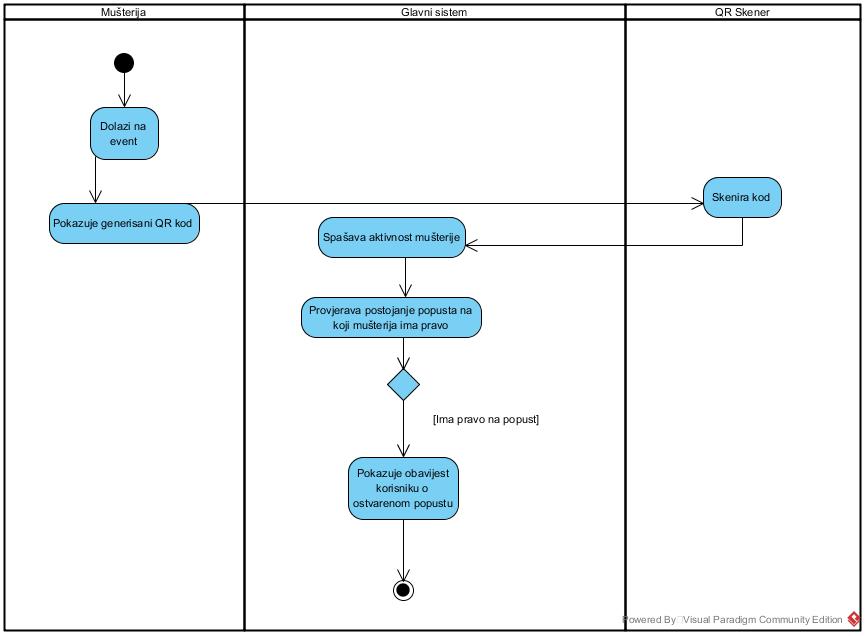 Mušterija
Glavni sistem
QR Skener
Dolazi na
event
Pokazuje generisani QR kod
Skenira kod
Spašava aktivnost mušterije
Provjerava postojanje popusta na
koji mušterija ima pravo
[Ima pravo na popust]
Pokazuje obavijest
korisniku o
ostvarenom popustu
Powered By Visual Paradigm Community Edition